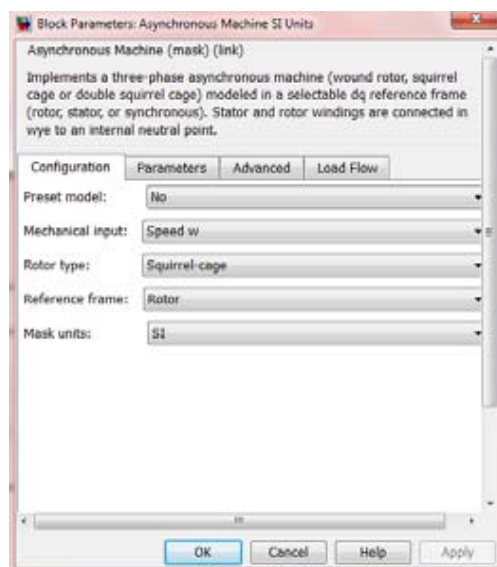 Block Parameters: Asynchronous Machine SI Units
Asynchronous Machine (mask) (link)
Implements a three-phase asynchronous machine (wound rotor, squirrel
cage or double squirrel cage) modeled in a selectable dq reference frame
(rotor, stator, or synchronous). Stator and rotor windings are connected in
wye to an internal neutral point.
Configuration Parameters Advanced Load Flow
Preset model: No
Mechanical input: Speed w
Rotor type: Squirrel-cage
Reference frame: Rotor
Mask units: SI
OK Cancel Help Apply